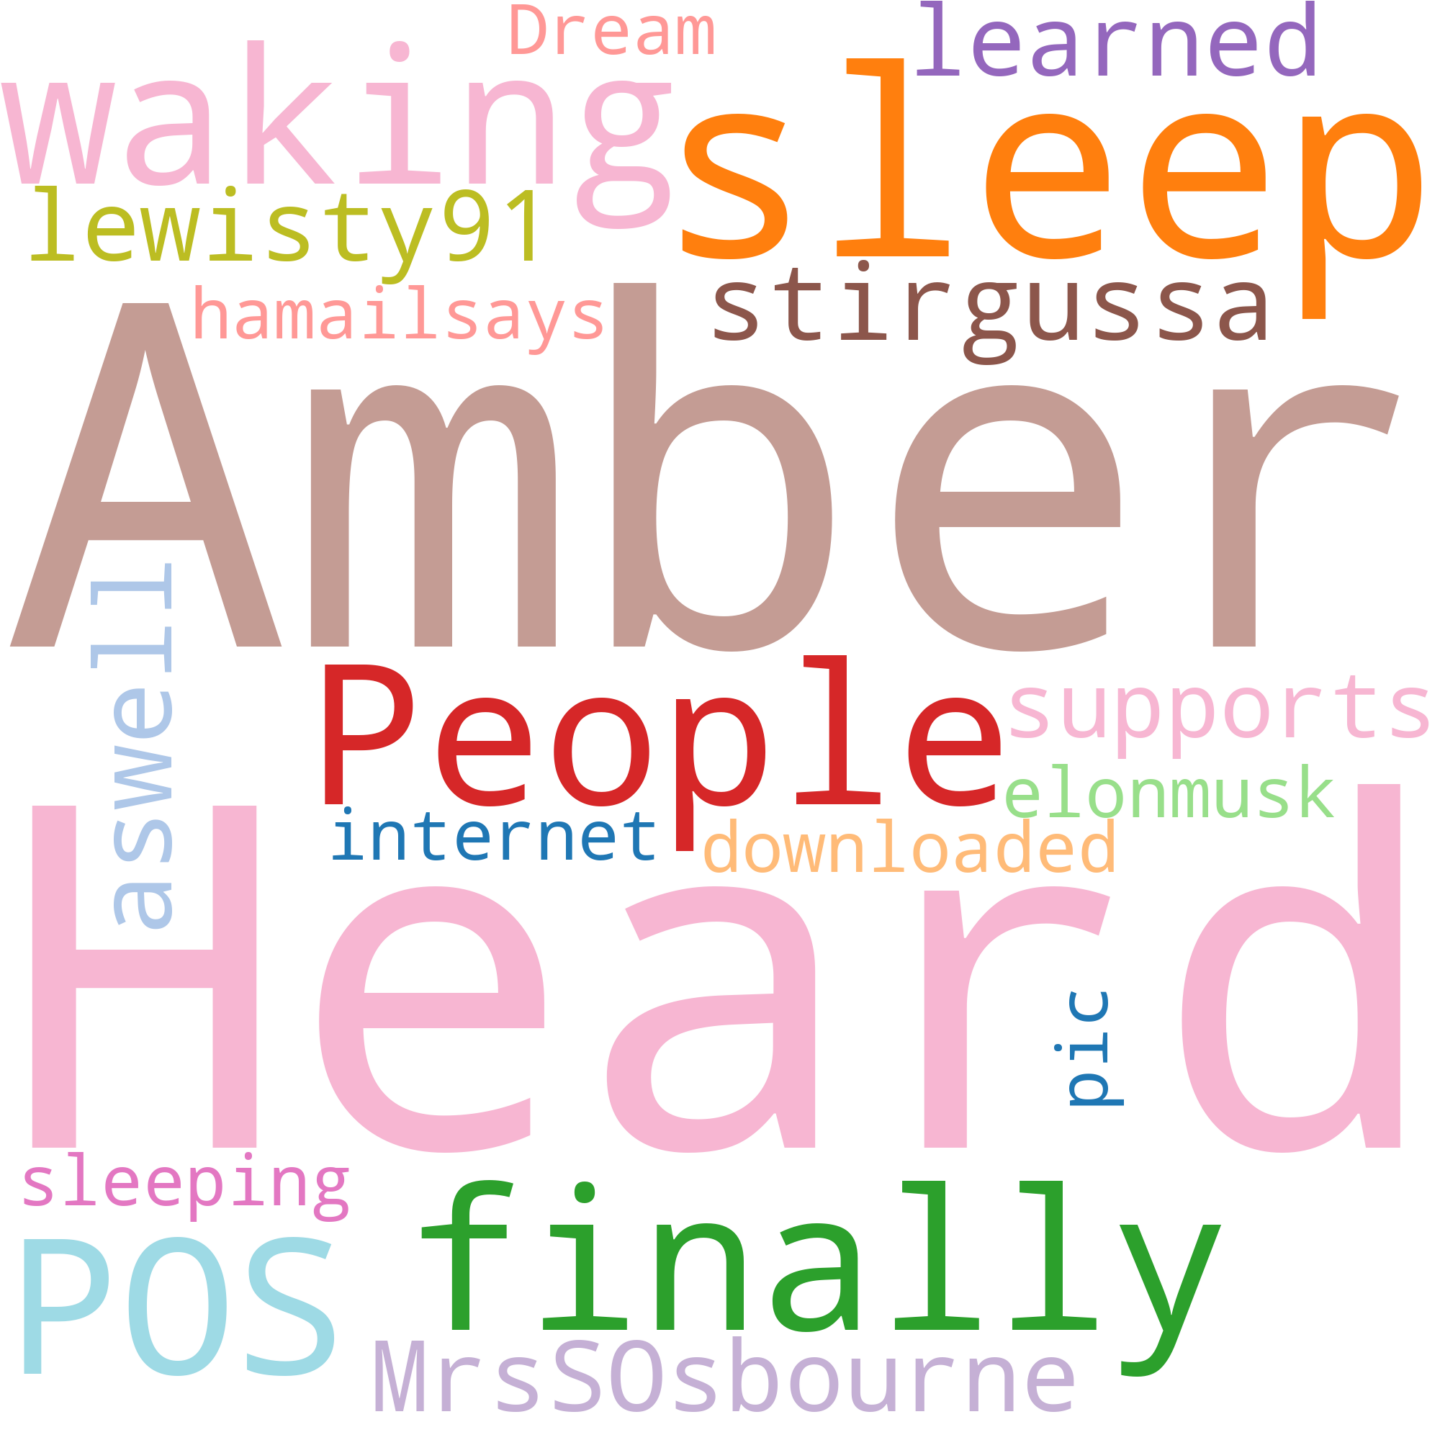 Dream
learned
waking
sleep
lewisty91
hamailsays
stirgussa
Amber
aswell
People
supports
elonmusk
internet
downloaded
Heard
pic
sleeping
finally
POS
MrsSOsbourne